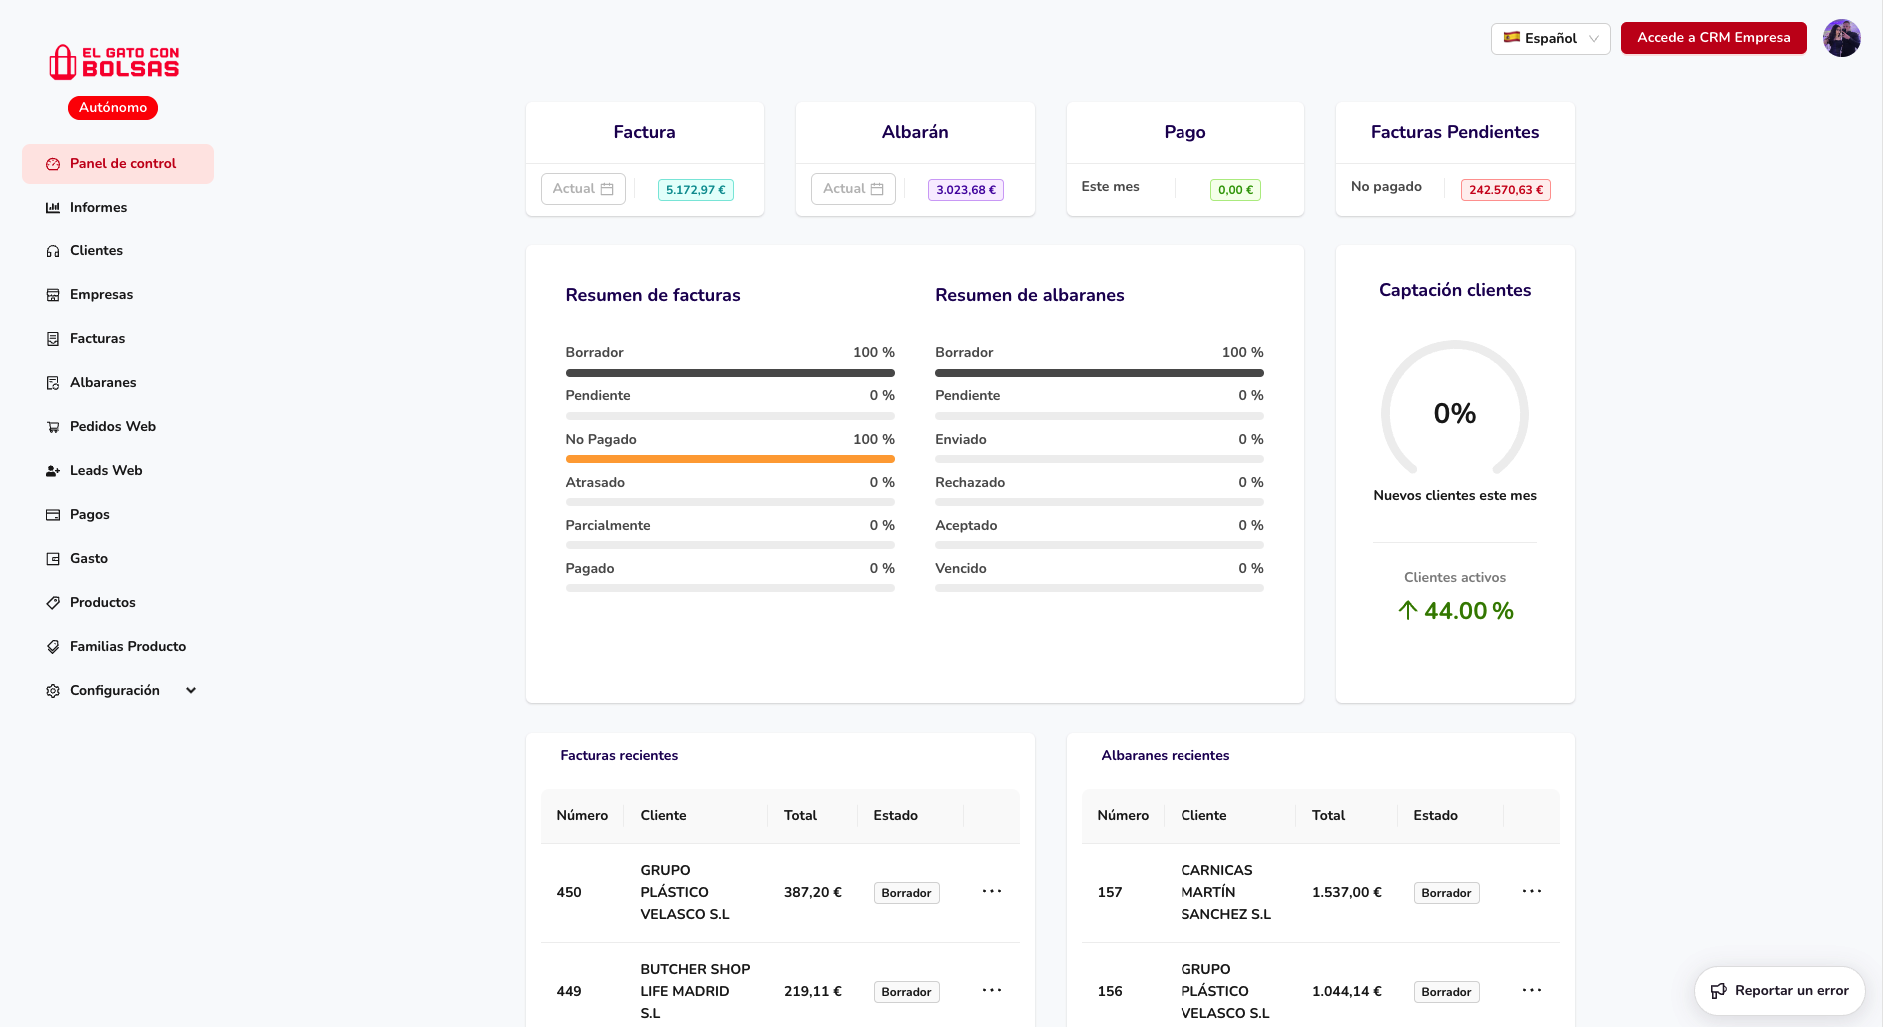 EL GATO CON
BOLSAS
Autónomo
Panel de control
Informes
Clientes
Empresas
Facturas
Albaranes
Pedidos Web
Leads Web
Pagos
Gasto
Productos
Familias Producto
Configuración
Español
Accede a CRM Empresa
Factura
Actual
5.172,97 €
Albarán
Actual
3.023,68 €
Pago
Este mes
0,00 €
Facturas Pendientes
No pagado
242.570,63 €
Resumen de facturas
Borrador 100 %
Pendiente 0 %
No Pagado 100 %
Atrasado 0 %
Parcialmente 0 %
Pagado 0 %
Resumen de albaranes
Borrador 100 %
Pendiente 0 %
Enviado 0 %
Rechazado 0 %
Aceptado 0 %
Vencido 0 %
Captación clientes
0%
Nuevos clientes este mes
Clientes activos
44.00 %
Facturas recientes
Número Cliente Total Estado
GRUPO
450 PLÁSTICO 387,20 € Borrador
VELASCO S.L
BUTCHER SHOP
449 LIFE MADRID 219,11 € Borrador
S.L
Albaranes recientes
Número Cliente Total Estado
CARNICAS
157 MARTÍN 1.537,00 € Borrador
SANCHEZ S.L
GRUPO
156 PLÁSTICO 1.044,14 € Borrador
VELASCO S.L
Reportar un error